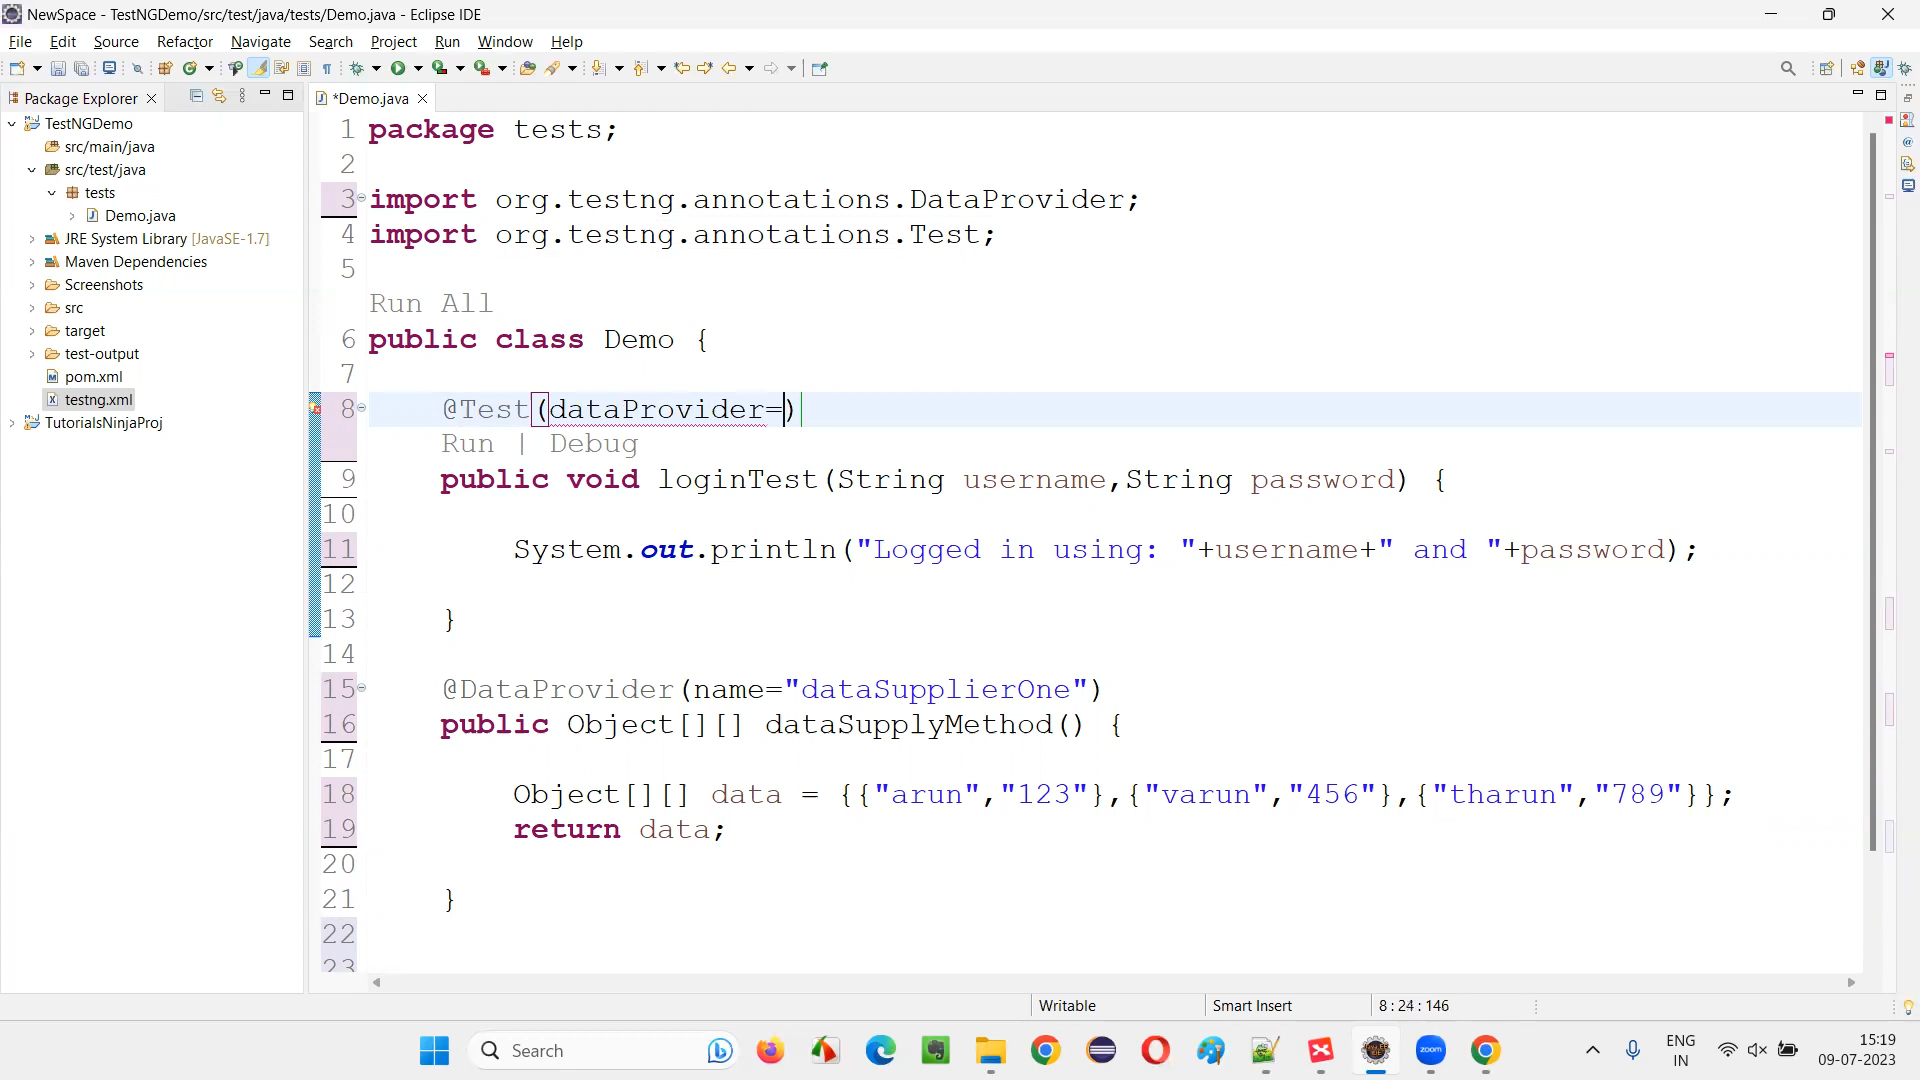 NewSpace - TestNGDemo/src/test/java/tests/Demo.java - Eclipse IDE
File Edit Source Refactor Navigate Search Project Run Window Help
Package Explorer
*Demo.java
TestNGDemo
src/main/java
src/test/java
tests
Demo.java
JRE System Library [JavaSE-1.7]
Maven Dependencies
Screenshots
src
target
test-output
pom.xml
testng.xml
TutorialsNinjaProj
1 package tests;
2
3 import org.testng.annotations.DataProvider;
4 import org.testng.annotations.Test;
5
Run All
6 public class Demo {
7
8 @Test(dataProvider=)
Run | Debug
9 public void loginTest(String username,String password) {
10
11 System.out.println("Logged in using: "+username+" and "+password);
12
13 }
14
15 @DataProvider(name="dataSupplierOne")
16 public Object[][] dataSupplyMethod() {
17
18 Object[][] data = {{"arun","123"},{"varun","456"},{"tharun","789"}};
19 return data;
20
21 }
22
23
Writable Smart Insert 8 : 24 : 146
Search
zoom
ENG
IN
15:19
09-07-2023